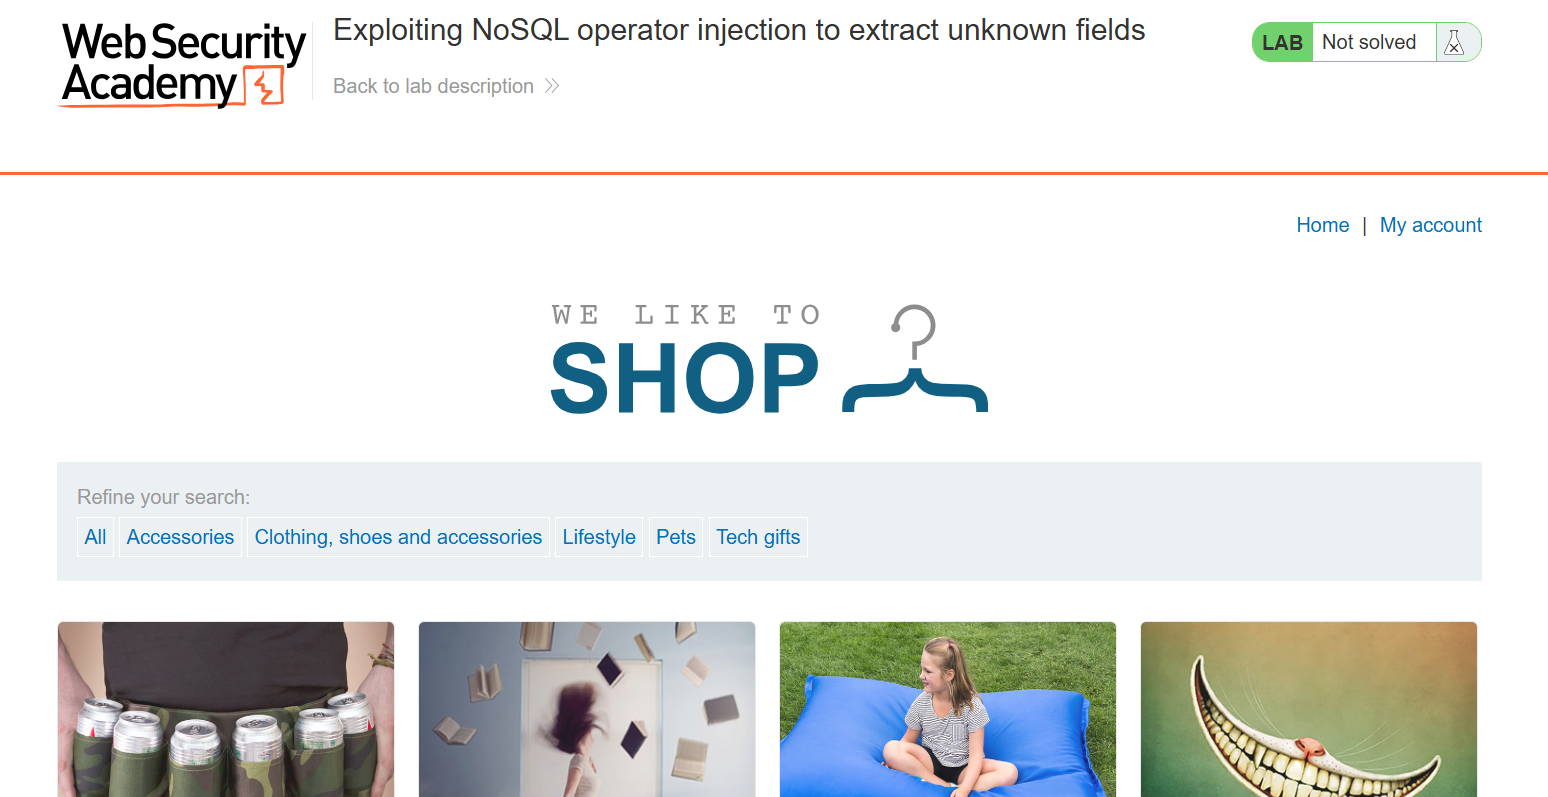 Web Security
Academy
Exploiting NoSQL operator injection to extract unknown fields
Back to lab description
LAB Not solved
Home | My account
WE LIKE TO
SHOP
Refine your search:
All Accessories Clothing, shoes and accessories Lifestyle Pets Tech gifts